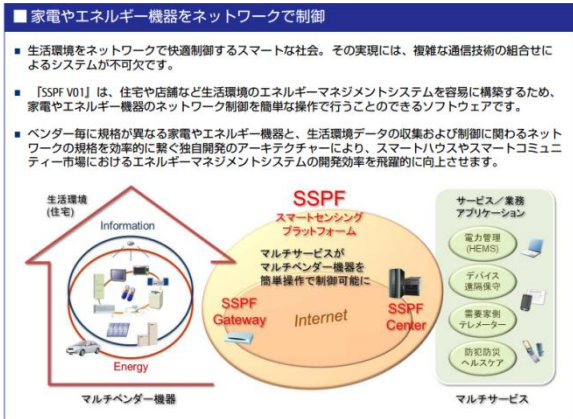 ■ 家電やエネルギー機器をネットワークで制御
■ 生活環境をネットワークで快適制御するスマートな社会。その実現には、複雑な通信技術の組合せに
よるシステムが不可欠です。
■ 『SSPF V01』は、住宅や店舗など生活環境のエネルギーマネジメントシステムを容易に構築するため、
家電やエネルギー機器のネットワーク制御を簡単な操作で行うことのできるソフトウェアです。
■ ベンダー毎に規格が異なる家電やエネルギー機器と、生活環境データの収集および制御に関わるネット
ワークの規格を効率的に繋ぐ独自開発のアーキテクチャーにより、スマートハウスやスマートコミュニ
ティー市場におけるエネルギーマネジメントシステムの開発効率を飛躍的に向上させます。
生活環境
(住宅)
Information
Energy
マルチベンダー機器
SSPF
スマートセンシング
プラットフォーム
マルチサービスが
マルチベンダー機器を
簡単操作で制御可能に
SSPF
Gateway
Internet
SSPF
Center
サービス／業務
アプリケーション
電力管理
(HEMS)
デバイス
遠隔保守
需要家側
テレメーター
防犯防災
ヘルスケア
マルチサービス